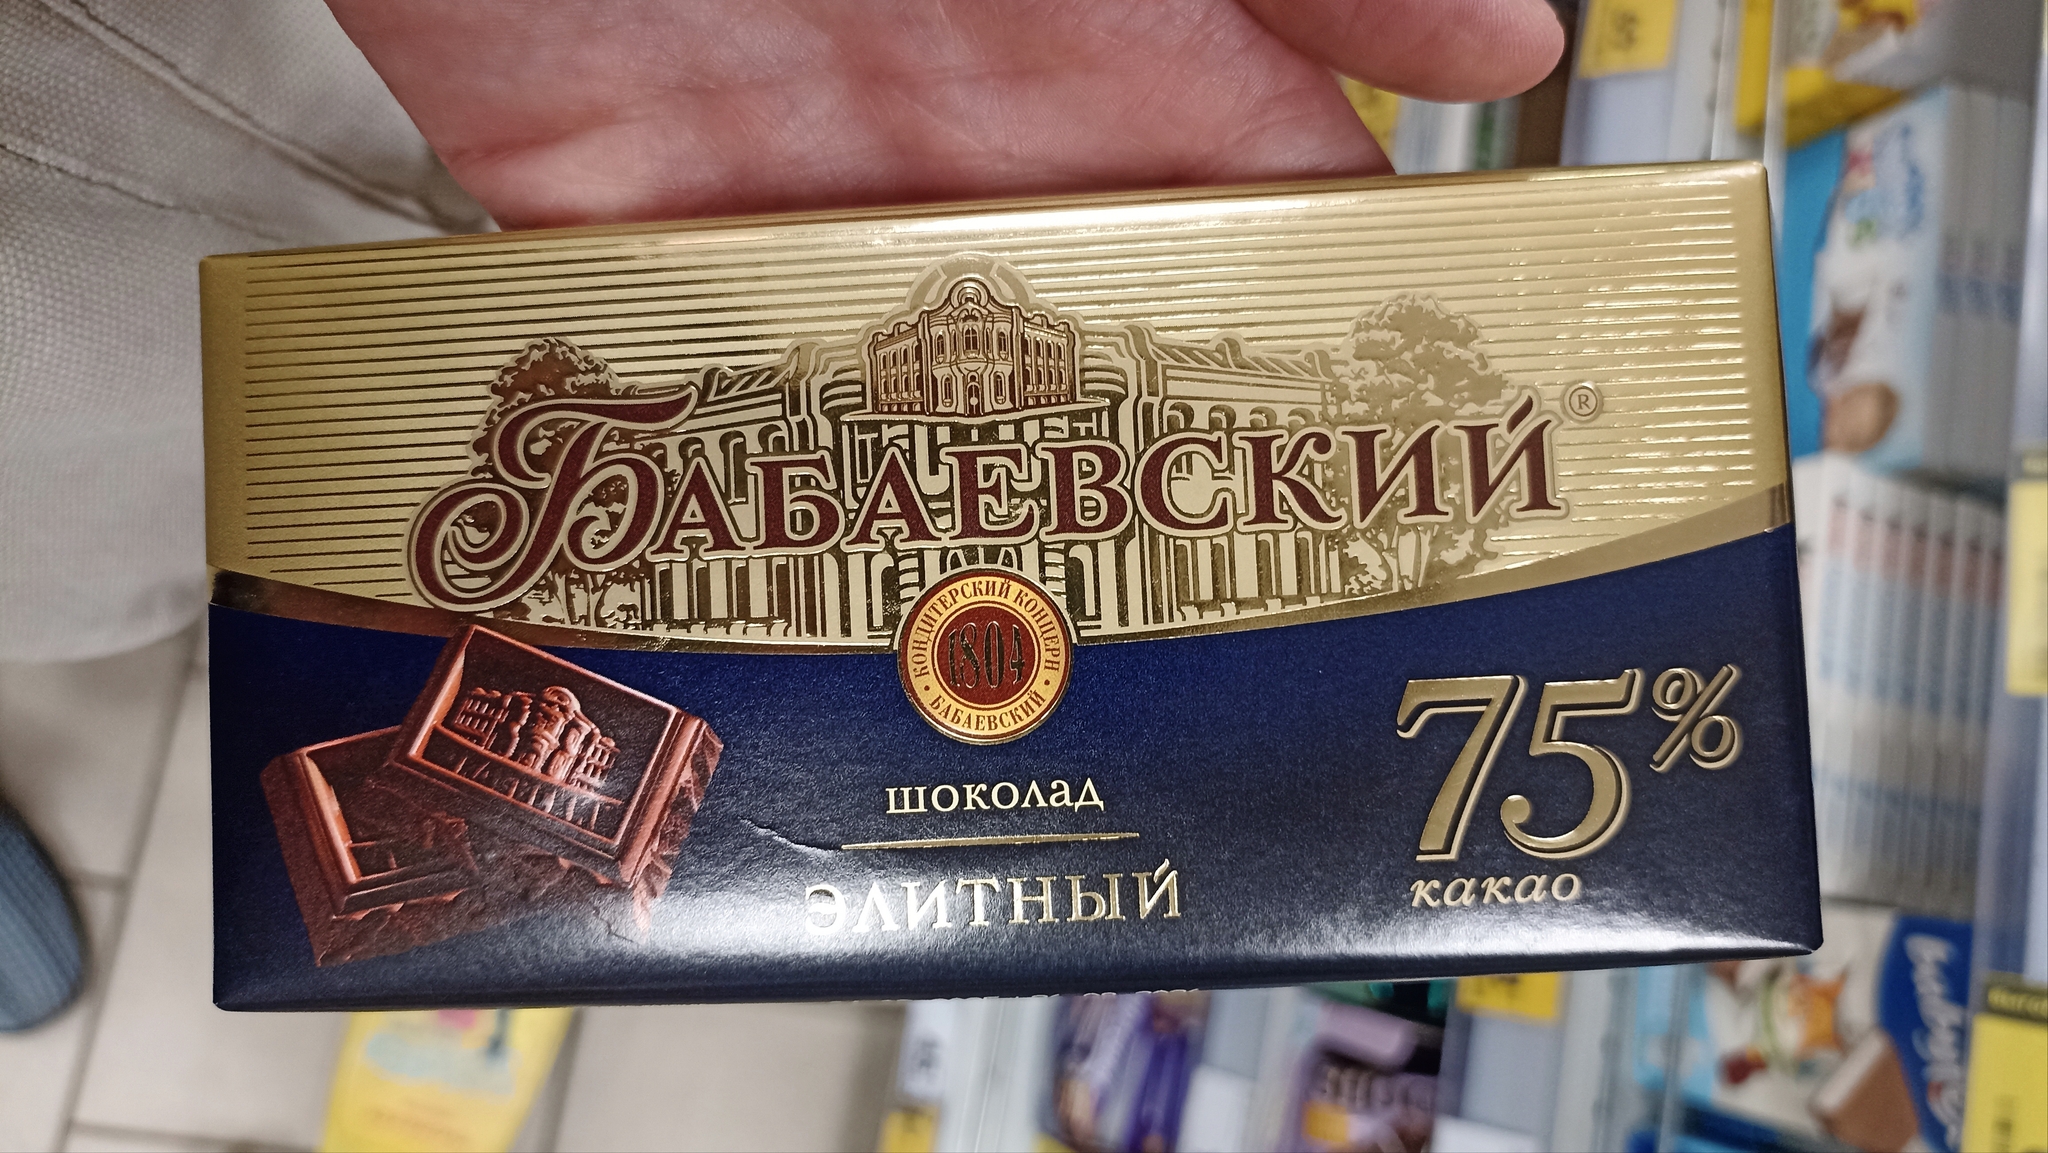 Бабаевский®
КОНДИТЕРСКИЙ КОНЦЕРН
1804
• БАБАЕВСКИЙ •
шоколад
ЭЛИТНЫЙ
75%
какао